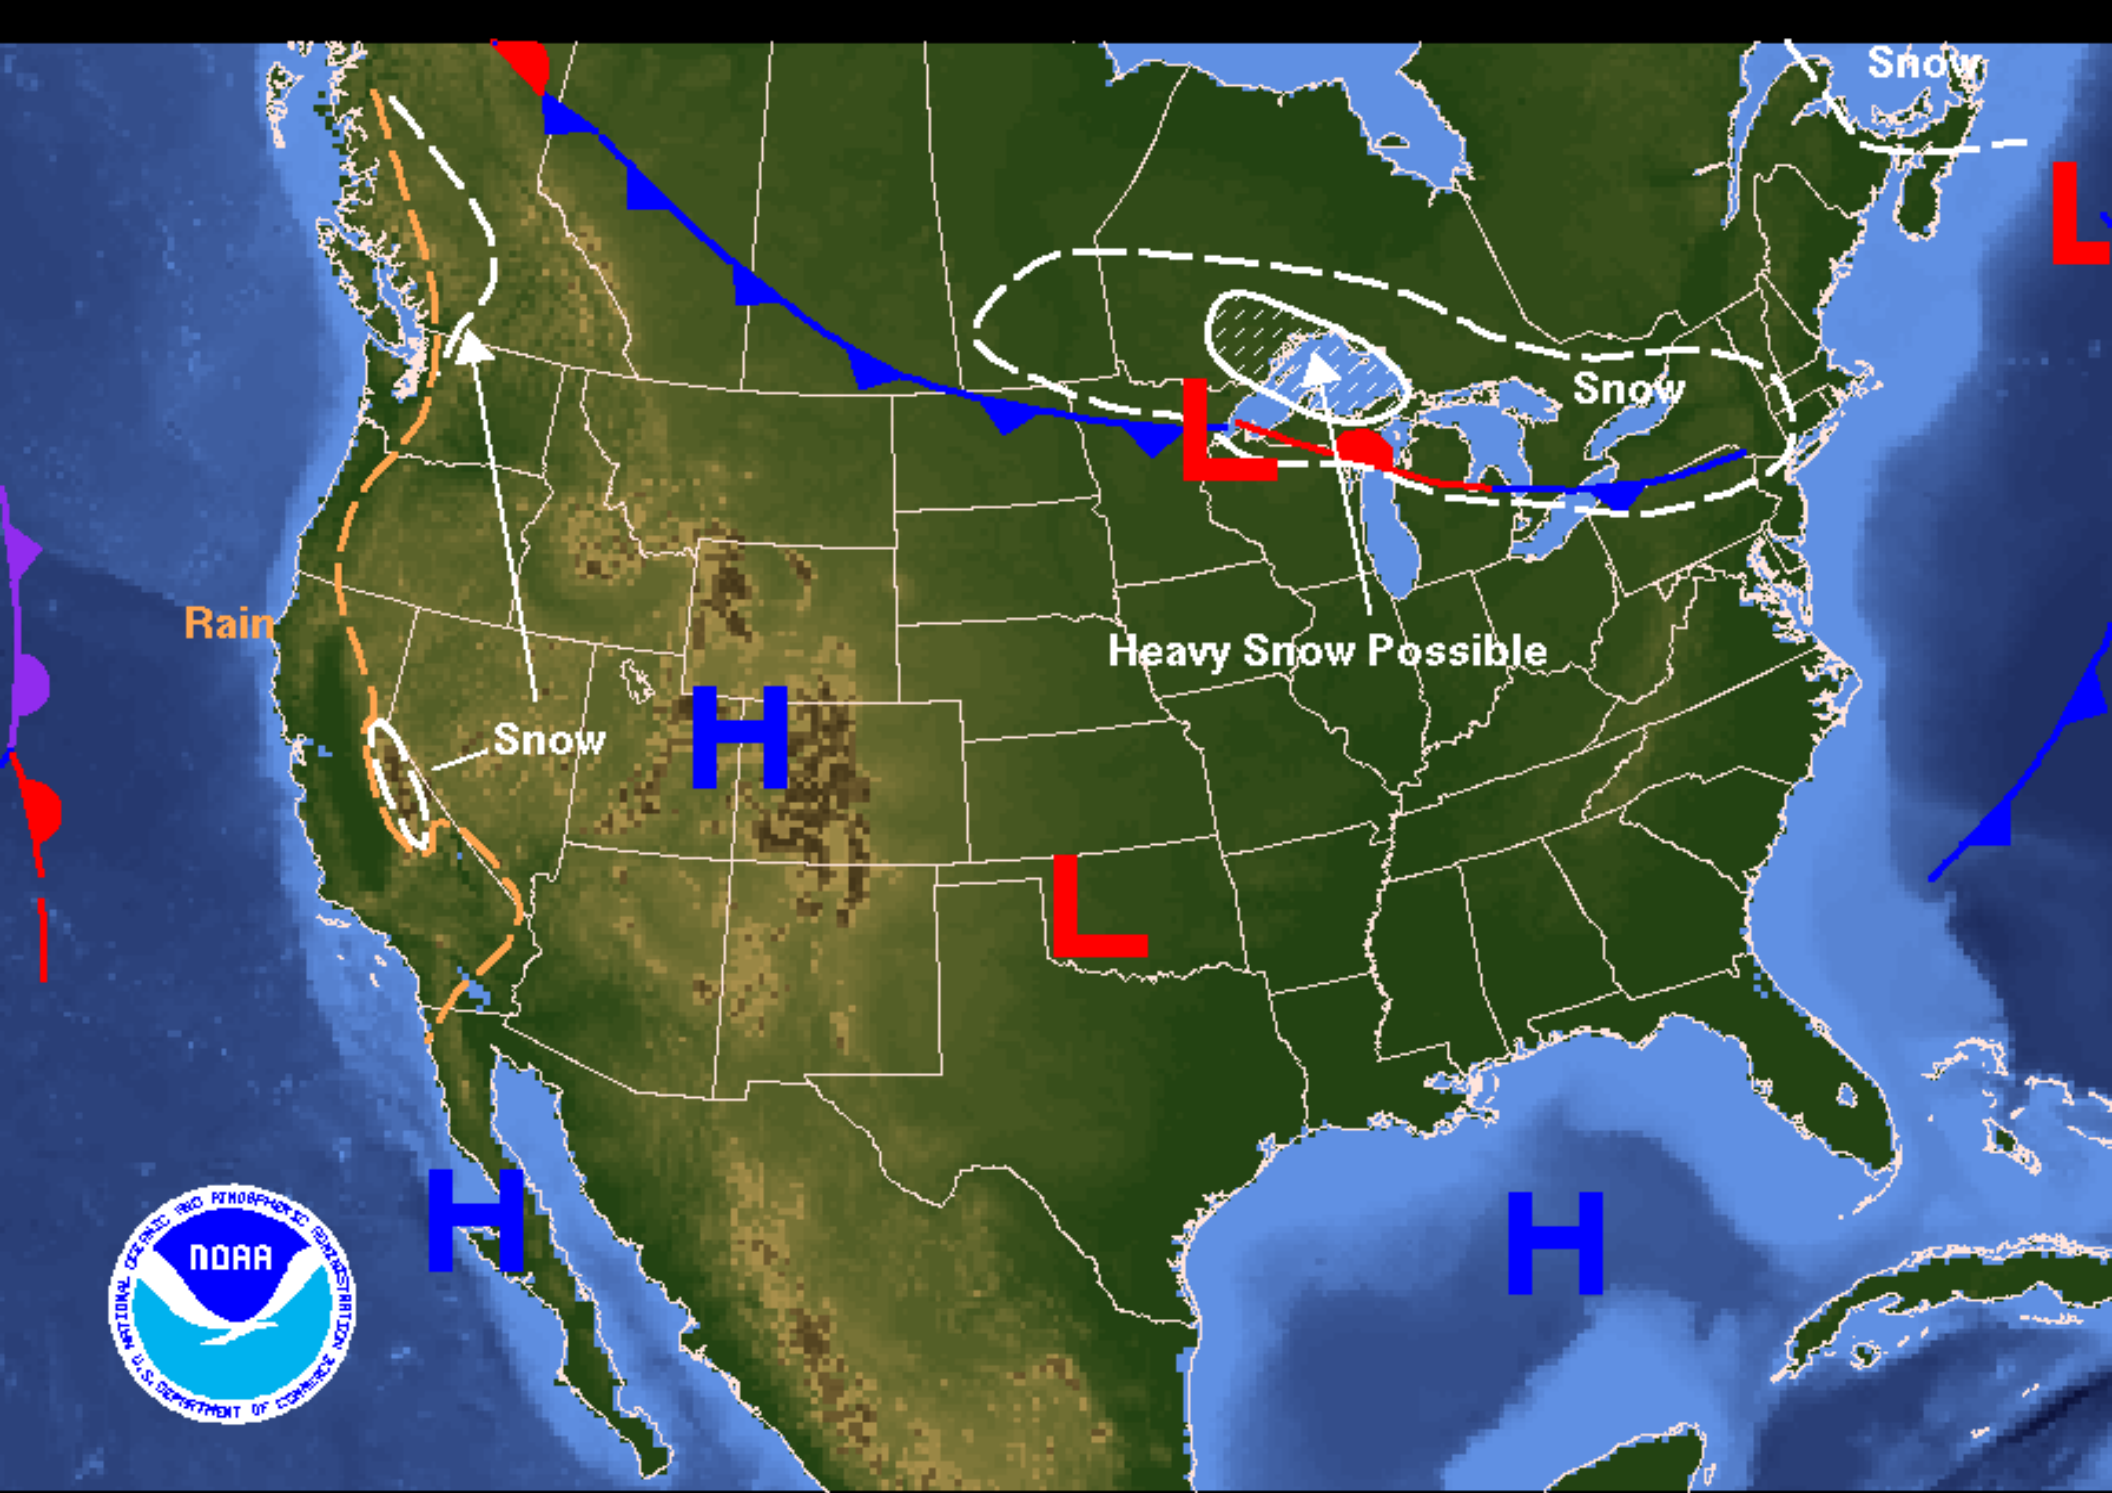 Snow
L
Snow
L
Rain
Heavy Snow Possible
H
Snow
L
H
H
NOAA
NATIONAL OCEANIC AND ATMOSPHERIC ADMINISTRATION
U.S. DEPARTMENT OF COMMERCE